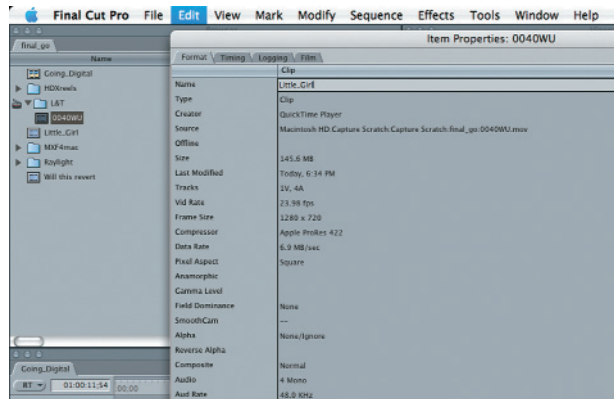 Final Cut Pro File Edit View Mark Modify Sequence Effects Tools Window Help
final_go
Name
Going_Digital
HDXreels
L&T
0040WU
Little_Girl
MXF4mac
Raylight
Will this revert
Item Properties: 0040WU
Format Timing Logging Film
Clip
Name Little_Girl
Type Clip
Creator QuickTime Player
Source Macintosh HD:Capture Scratch:Capture Scratch:final_go:0040WU.mov
Offline
Size 145.6 MB
Last Modified Today, 6:34 PM
Tracks 1V, 4A
Vid Rate 23.98 fps
Frame Size 1280 x 720
Compressor Apple ProRes 422
Data Rate 6.9 MB/sec
Pixel Aspect Square
Anamorphic
Gamma Level
Field Dominance None
SmoothCam --
Alpha None/Ignore
Reverse Alpha
Composite Normal
Audio 4 Mono
Aud Rate 48.0 KHz
Going_Digital
RT 01:00:11;54 00:00